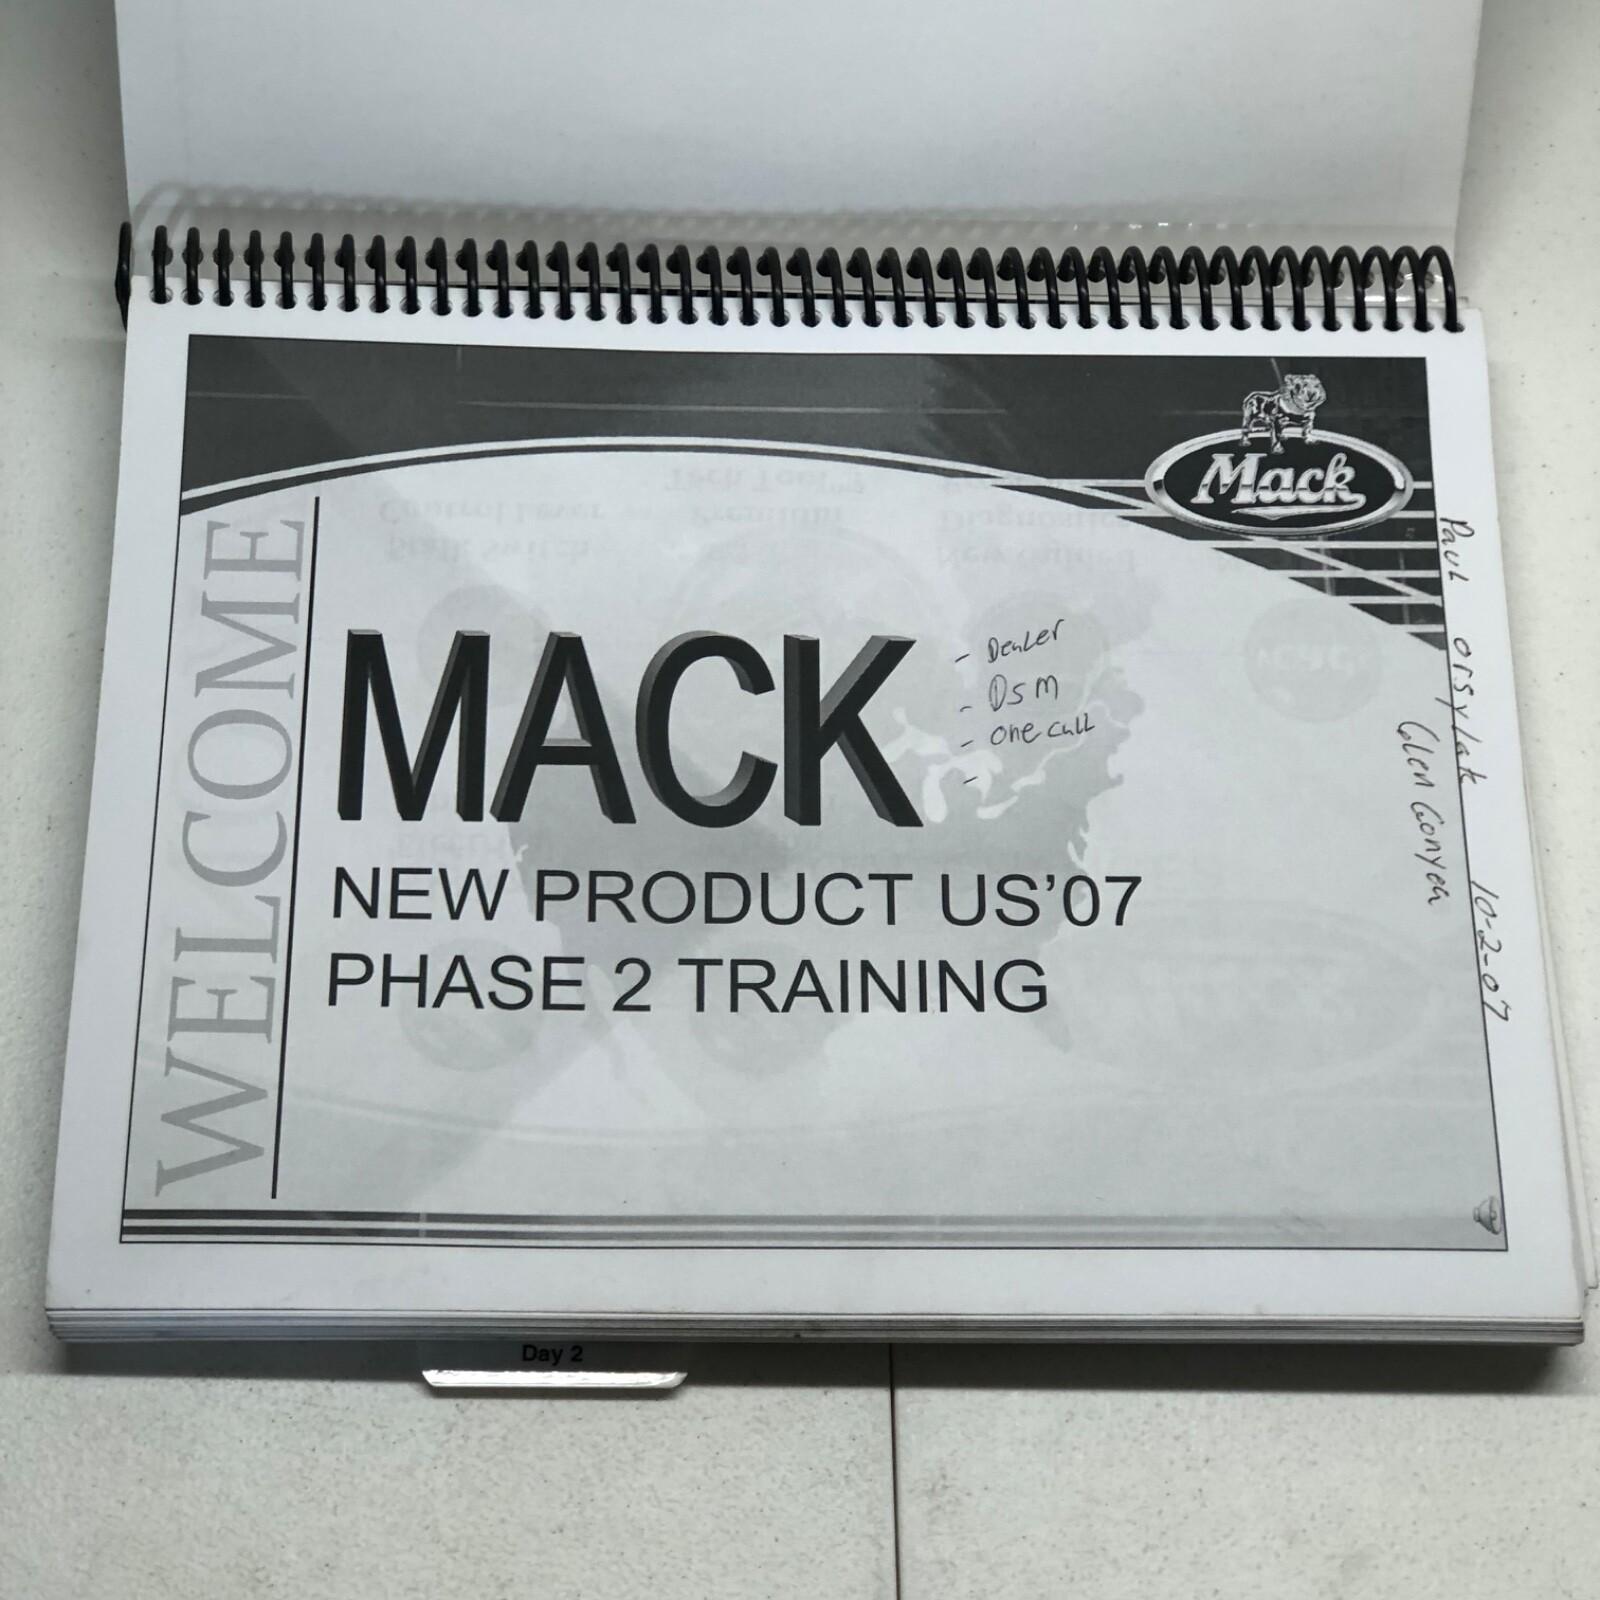 Mack
WELCOME
MACK
- Dealer
- DSM
- One call
-
NEW PRODUCT US'07
PHASE 2 TRAINING
Paul Orsylak 10-2-07
Glen
Day 2